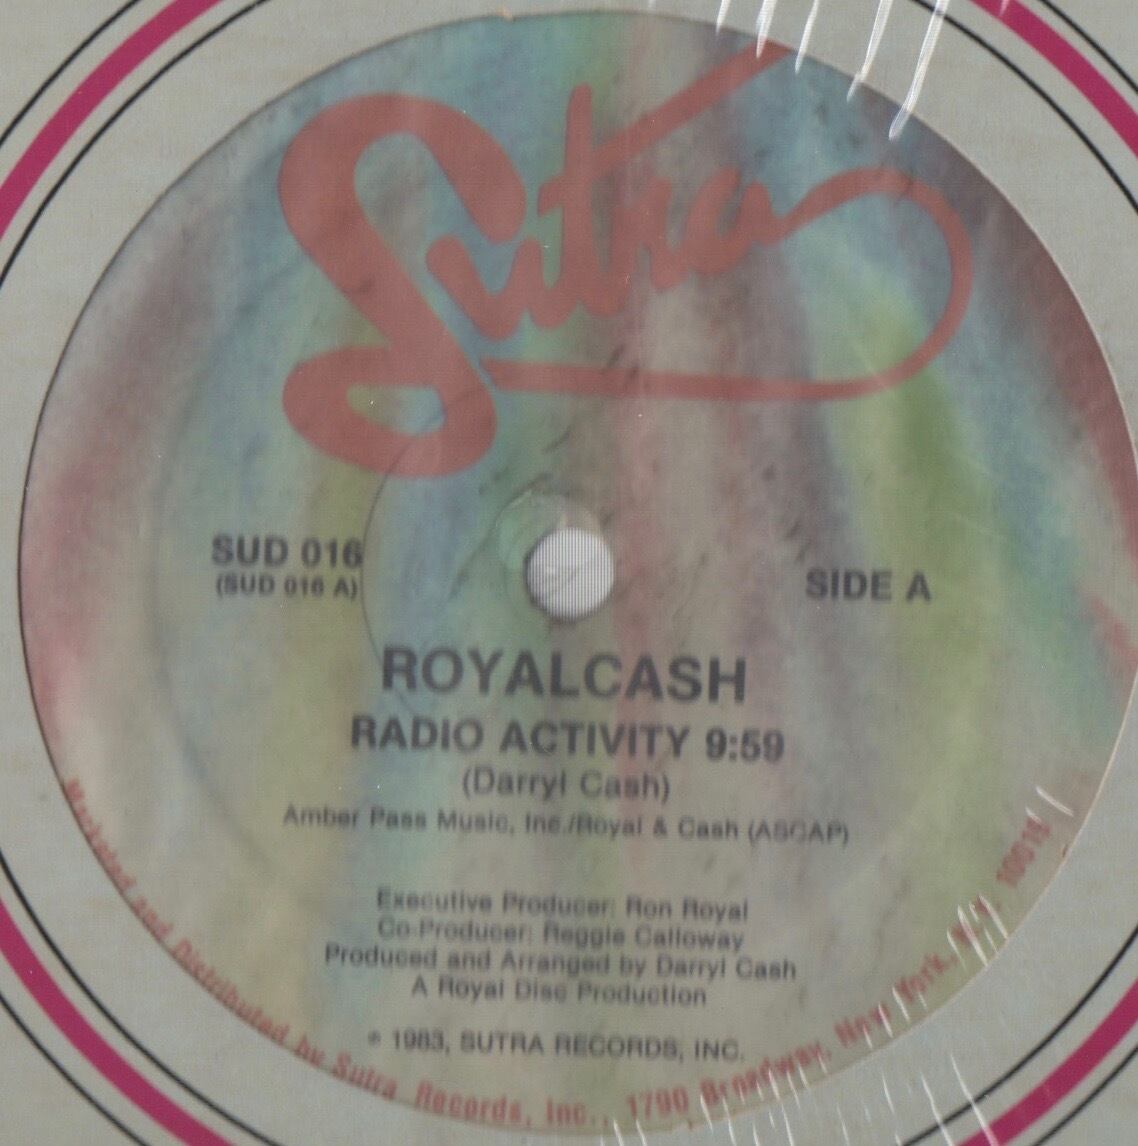 Sutra
SUD 016
(SUD 016 A)
SIDE A
ROYALCASH
RADIO ACTIVITY 9:59
(Darryl Cash)
Amber Pass Music, Inc./Royal & Cash (ASCAP)
Executive Producer: Ron Royal
Co-Producer: Reggie Calloway
Produced and Arranged by Darryl Cash
A Royal Disc Production
℗ 1983, SUTRA RECORDS, INC.
Marketed and Distributed by Sutra Records, Inc., 1790 Broadway, New York, N.Y. 10019